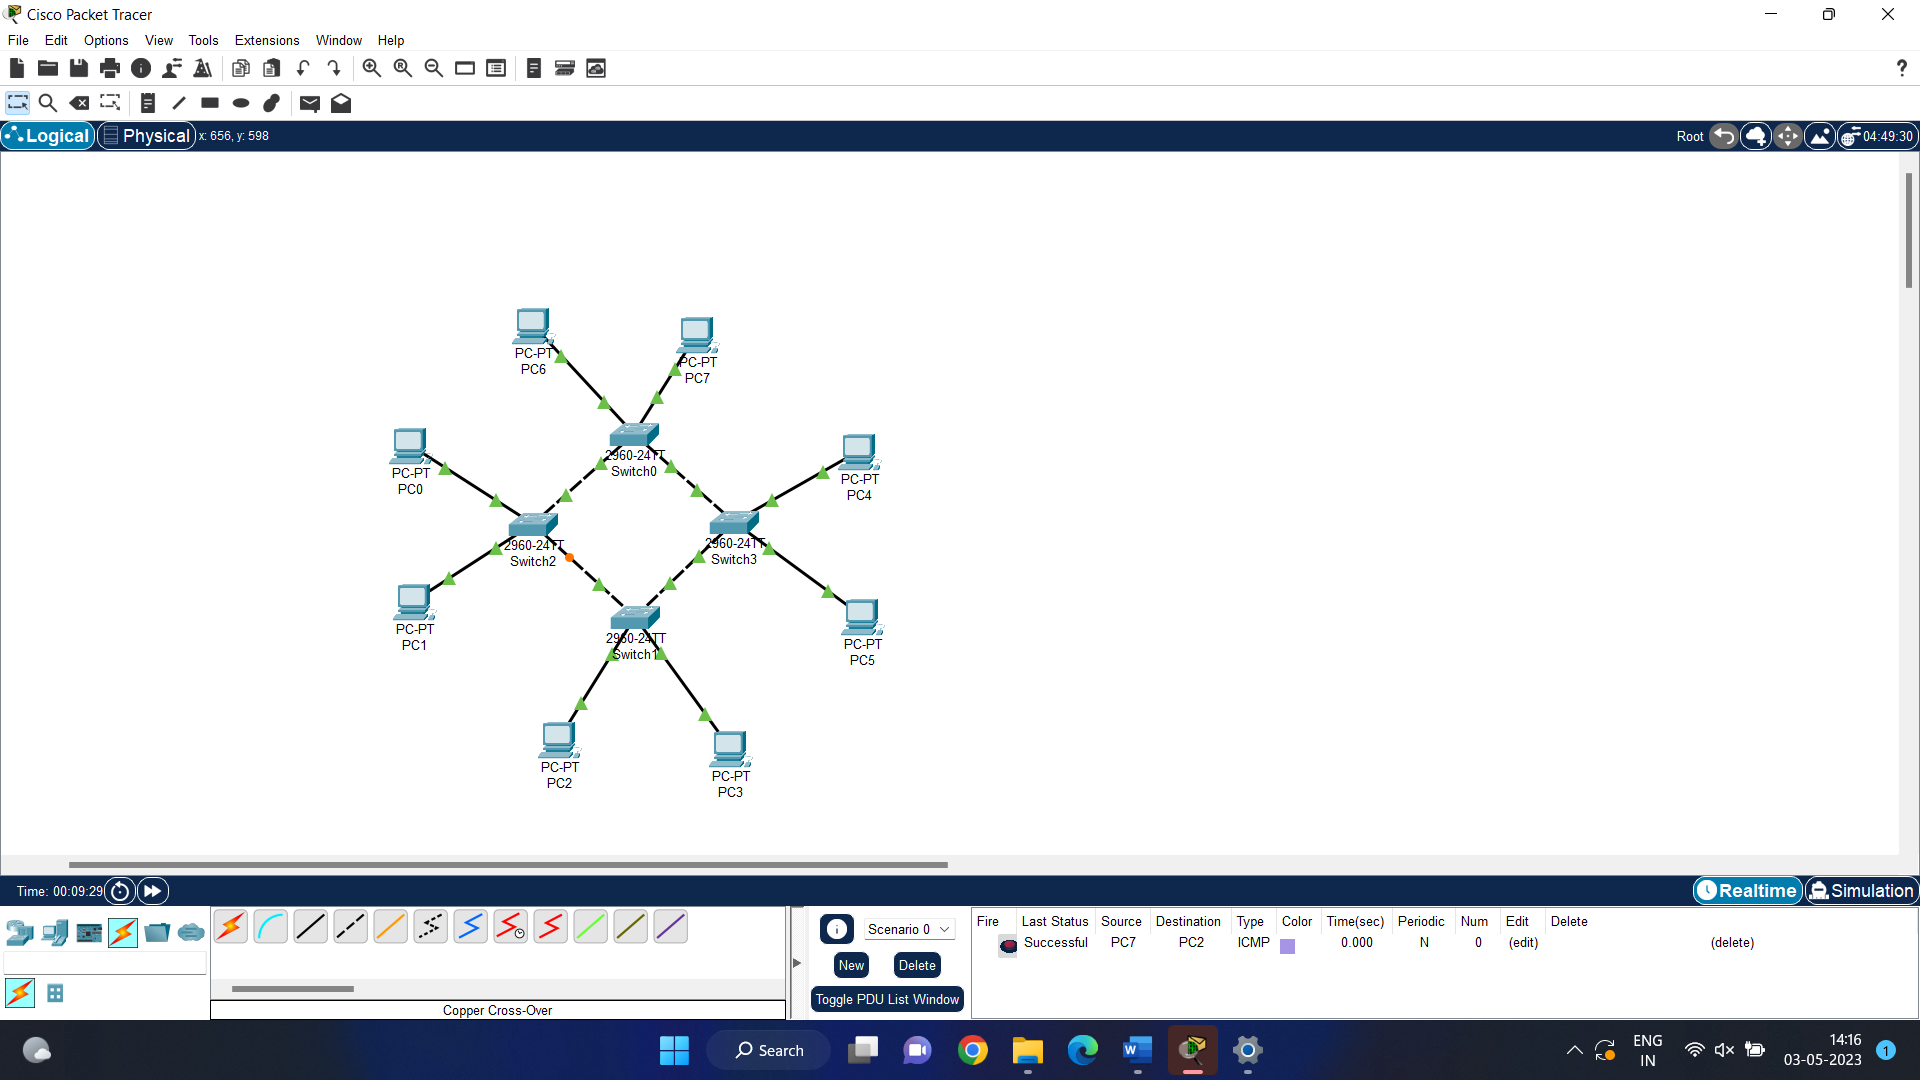 Cisco Packet Tracer
File Edit Options View Tools Extensions Window Help
Logical Physical x: 656, y: 598 Root 04:49:30
PC-PT
PC6
PC-PT
PC7
2960-24TT
Switch0
PC-PT
PC0
PC-PT
PC4
2960-24TT
Switch2
2960-24TT
Switch3
PC-PT
PC1
2960-24TT
Switch1
PC-PT
PC5
PC-PT
PC2
PC-PT
PC3
Time: 00:09:29 Realtime Simulation
Scenario 0
New Delete
Toggle PDU List Window
Fire Last Status Source Destination Type Color Time(sec) Periodic Num Edit Delete
Successful PC7 PC2 ICMP 0.000 N 0 (edit) (delete)
Copper Cross-Over
Search
ENG
IN
14:16
03-05-2023
1